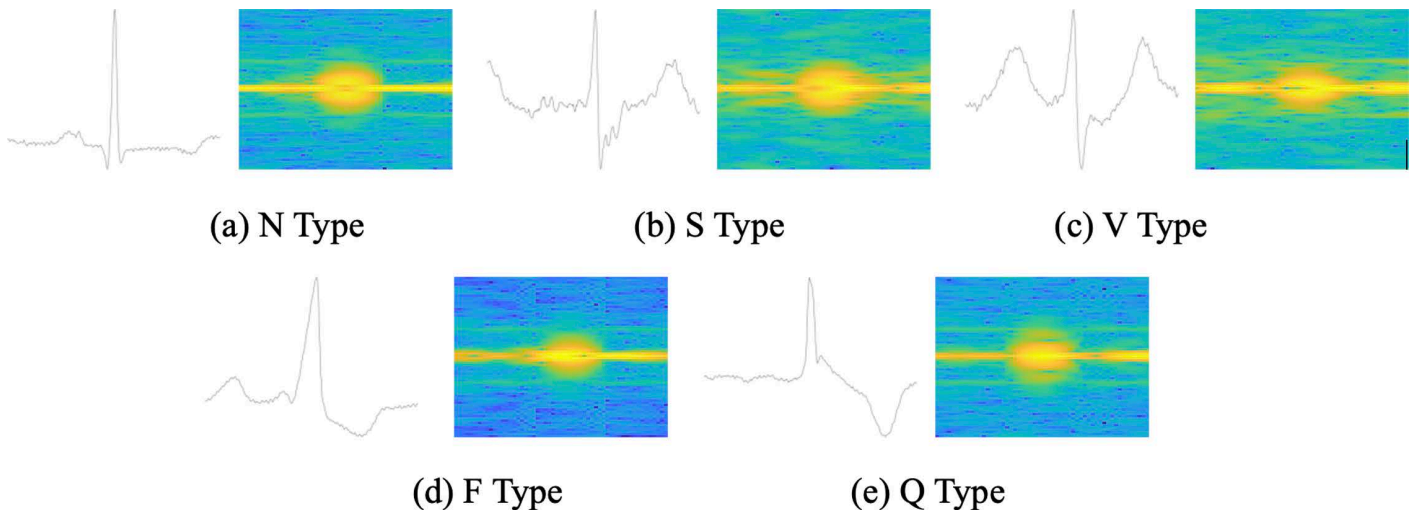 (a) N Type
(b) S Type
(c) V Type
(d) F Type
(e) Q Type